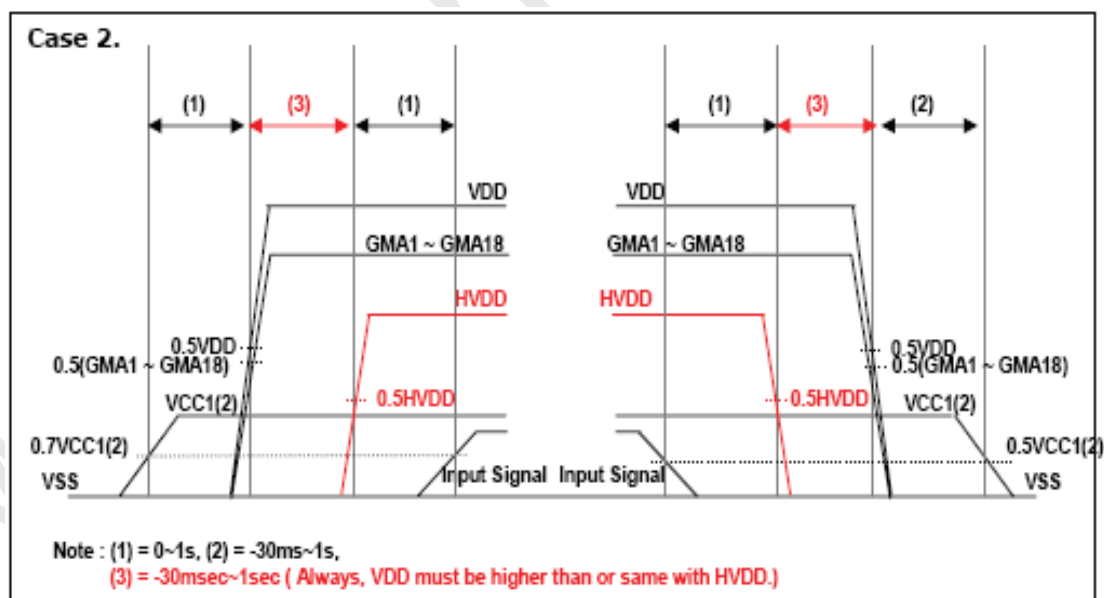 Case 2.
(1) (3) (1) (1) (3) (2)
VDD VDD
GMA1 ~ GMA18 GMA1 ~ GMA18
HVDD HVDD
0.5VDD 0.5VDD
0.5(GMA1 ~ GMA18) 0.5(GMA1 ~ GMA18)
0.5HVDD 0.5HVDD
VCC1(2) VCC1(2)
0.7VCC1(2) 0.5VCC1(2)
VSS Input Signal Input Signal VSS
Note : (1) = 0~1s, (2) = -30ms~1s,
(3) = -30msec~1sec ( Always, VDD must be higher than or same with HVDD.)